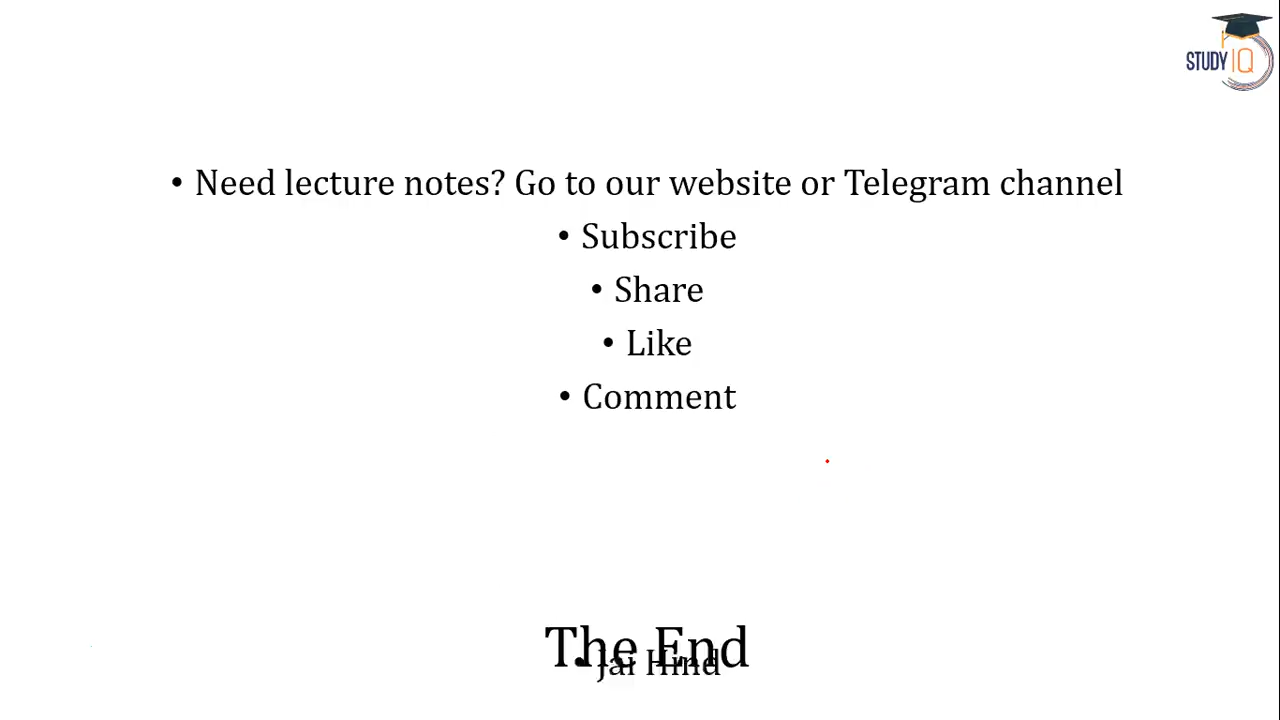 STUDY IQ
• Need lecture notes? Go to our website or Telegram channel
• Subscribe
• Share
• Like
• Comment
The End
• Jai Hind